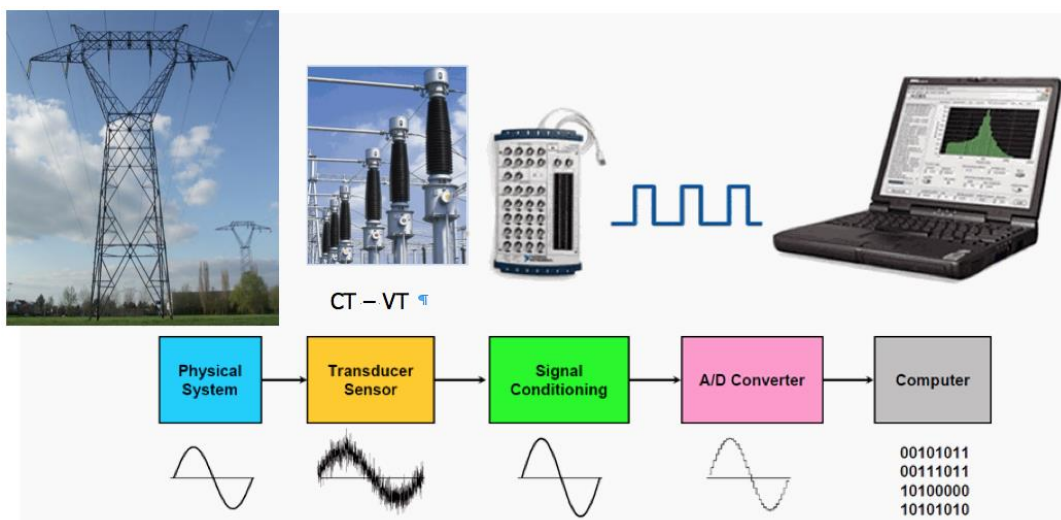 CT – VT ¶
Physical
System
Transducer
Sensor
Signal
Conditioning
A/D Converter
Computer
00101011
00111011
10100000
10101010